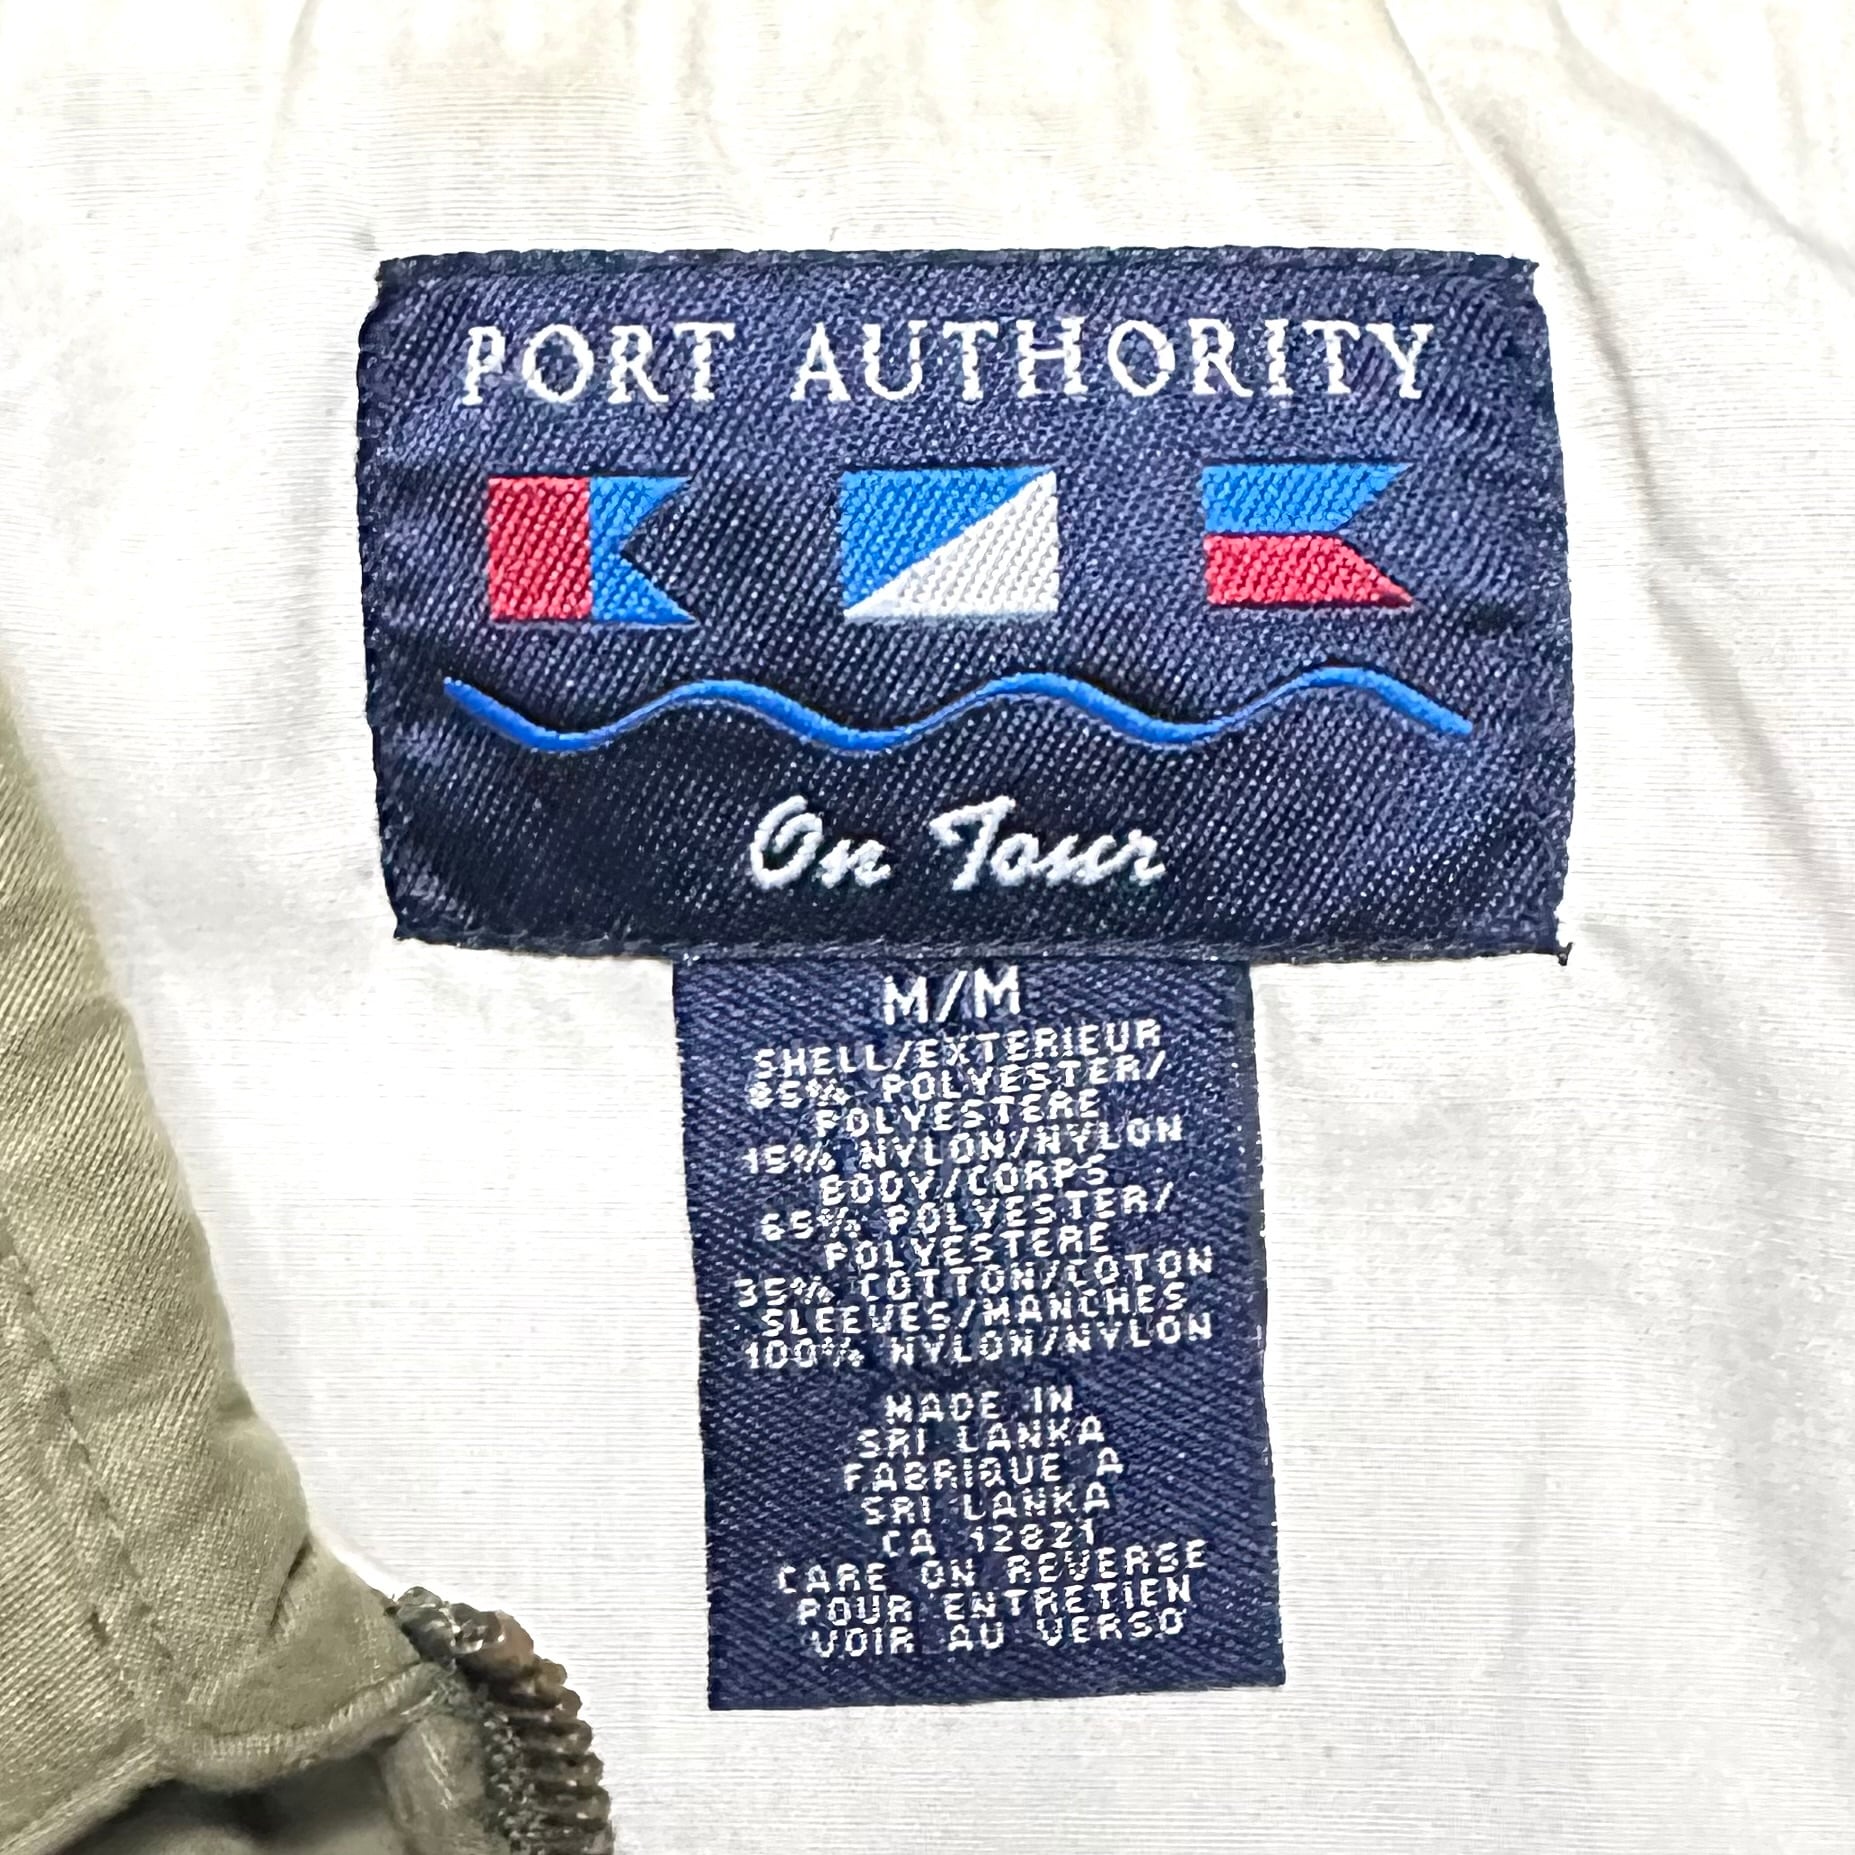 PORT AUTHORITY
On Tour
M/M
SHELL/EXTERIEUR
85% POLYESTER/
POLYESTERE
15% NYLON/NYLON
BODY/CORPS
65% POLYESTER/
POLYESTERE
35% COTTON/COTON
SLEEVES/MANCHES
100% NYLON/NYLON
MADE IN
SRI LANKA
FABRIQUE A
SRI LANKA
CA 12821
CARE ON REVERSE
POUR ENTRETIEN
VOIR AU VERSO